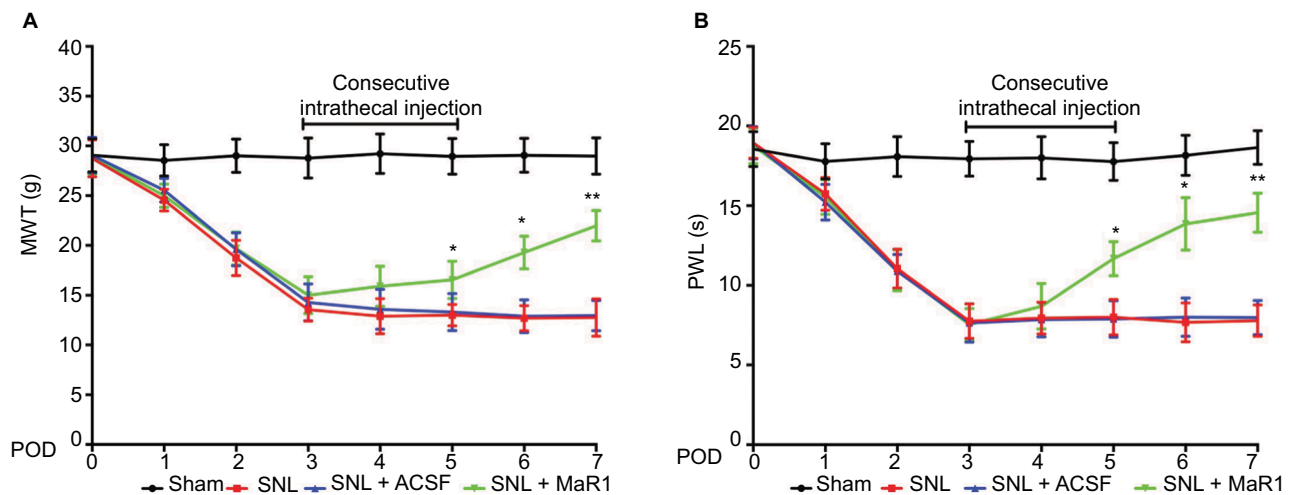 A
40
35
30
25
20
15
10
5
0
MWT (g)
Consecutive
intrathecal injection
*
*
**
POD
0 1 2 3 4 5 6 7
Sham SNL SNL + ACSF SNL + MaR1
B
25
20
15
10
5
0
PWL (s)
Consecutive
intrathecal injection
*
*
**
POD
0 1 2 3 4 5 6 7
Sham SNL SNL + ACSF SNL + MaR1